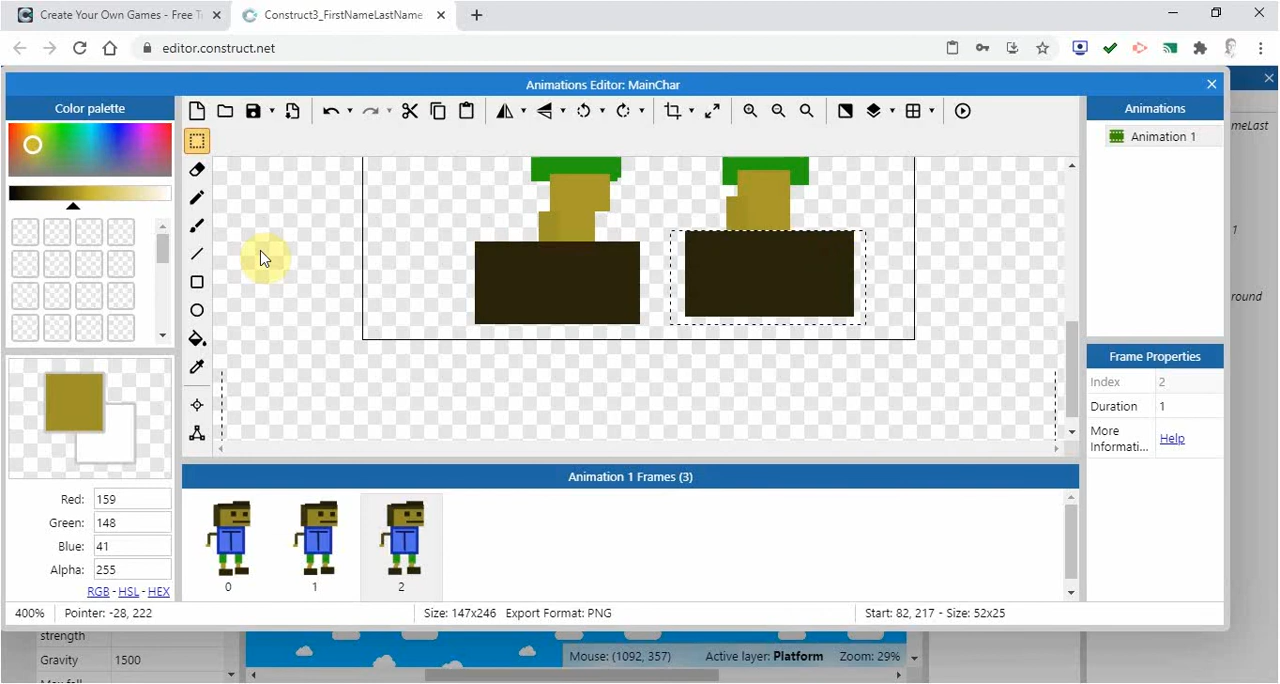 Create Your Own Games - Free T
Construct3_FirstNameLastName
editor.construct.net
Animations Editor: MainChar
Color palette
Animations
meLast
Animation 1
1
round
Frame Properties
Index 2
Duration 1
More
Informati... Help
Red: 159
Green: 148
Blue: 41
Alpha: 255
RGB - HSL - HEX
Animation 1 Frames (3)
0 1 2
400% Pointer: -28, 222 Size: 147x246 Export Format: PNG Start: 82, 217 - Size: 52x25
strength
Gravity 1500
Mouse: (1092, 357) Active layer: Platform Zoom: 29%